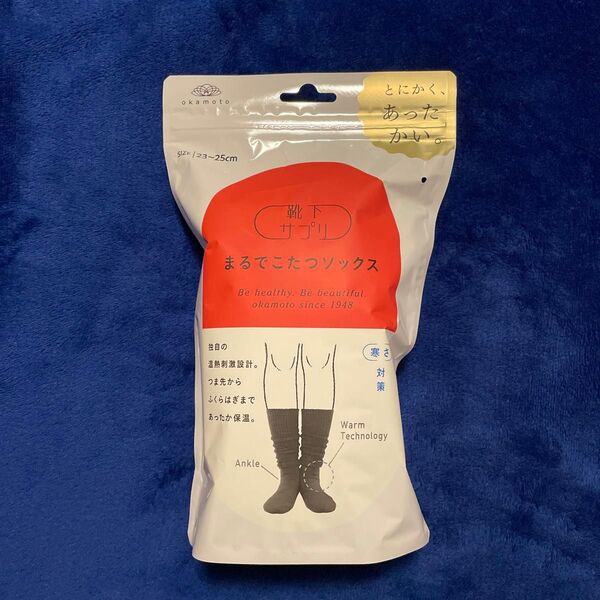 okamoto
とにかく、
あった
かい。
SIZE / 23~25cm
靴下
サプリ
まるでこたつソックス
Be healthy. Be beautiful.
okamoto since 1948
独自の
温熱刺激設計。
つま先から
ふくらはぎまで
あったか保温。
寒さ
対策
Warm
Technology
Ankle